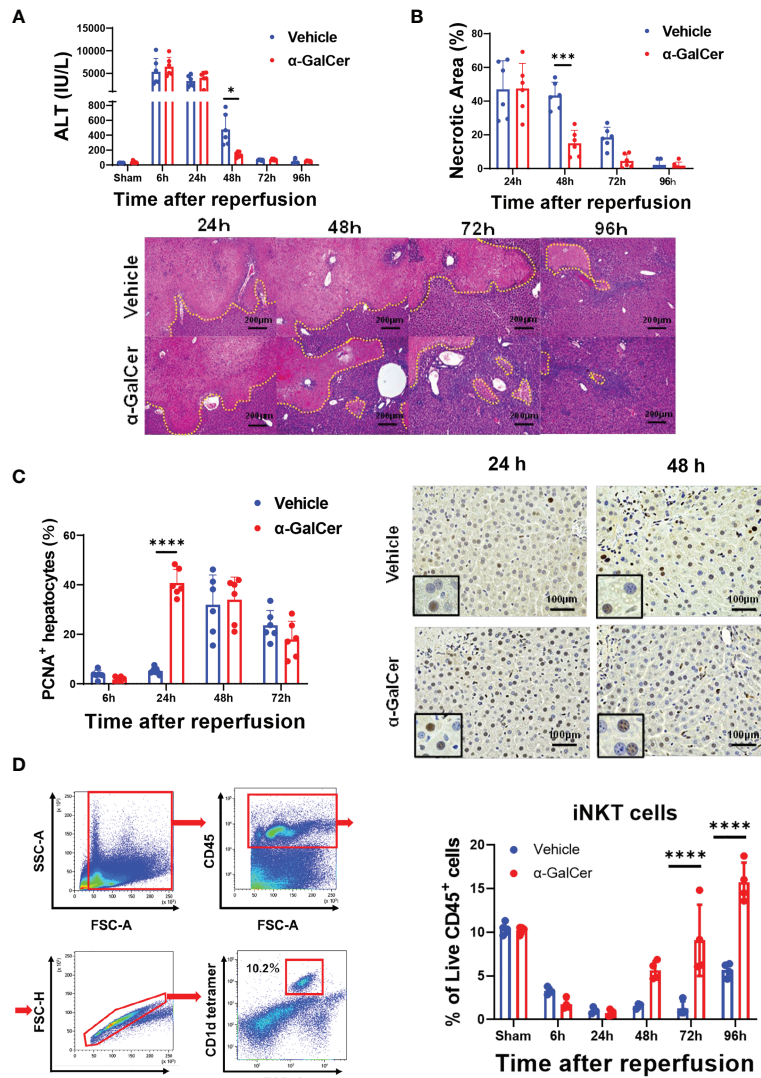 A
ALT (IU/L)
15000
10000
5000
800
600
400
200
0
Vehicle
α-GalCer
*
Sham 6h 24h 48h 72h 96h
Time after reperfusion
B
Necrotic Area (%)
80
60
40
20
0
Vehicle
α-GalCer
***
24h 48h 72h 96h
Time after reperfusion
24h 48h 72h 96h
Vehicle
200μm 200μm 200μm 200μm
α-GalCer
200μm 200μm 200μm 200μm
C
PCNA+ hepatocytes (%)
60
40
20
0
Vehicle
α-GalCer
****
6h 24h 48h 72h
Time after reperfusion
24 h 48 h
Vehicle
100μm 100μm
α-GalCer
100μm 100μm
D
SSC-A
FSC-A
CD45
FSC-A
FSC-H
CD1d tetramer
10.2%
iNKT cells
% of Live CD45+ cells
20
15
10
5
0
Vehicle
α-GalCer
****
****
Sham 6h 24h 48h 72h 96h
Time after reperfusion